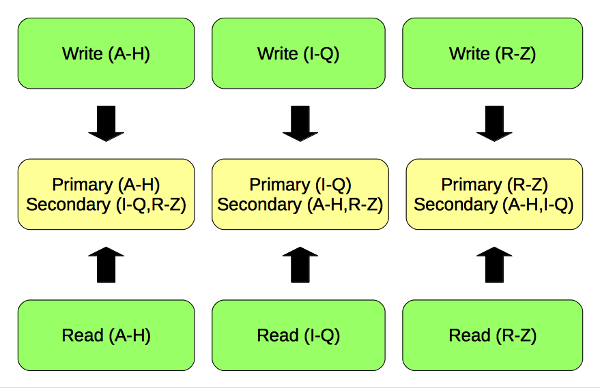 Write (A-H)
Write (I-Q)
Write (R-Z)
Primary (A-H)
Secondary (I-Q,R-Z)
Primary (I-Q)
Secondary (A-H,R-Z)
Primary (R-Z)
Secondary (A-H,I-Q)
Read (A-H)
Read (I-Q)
Read (R-Z)